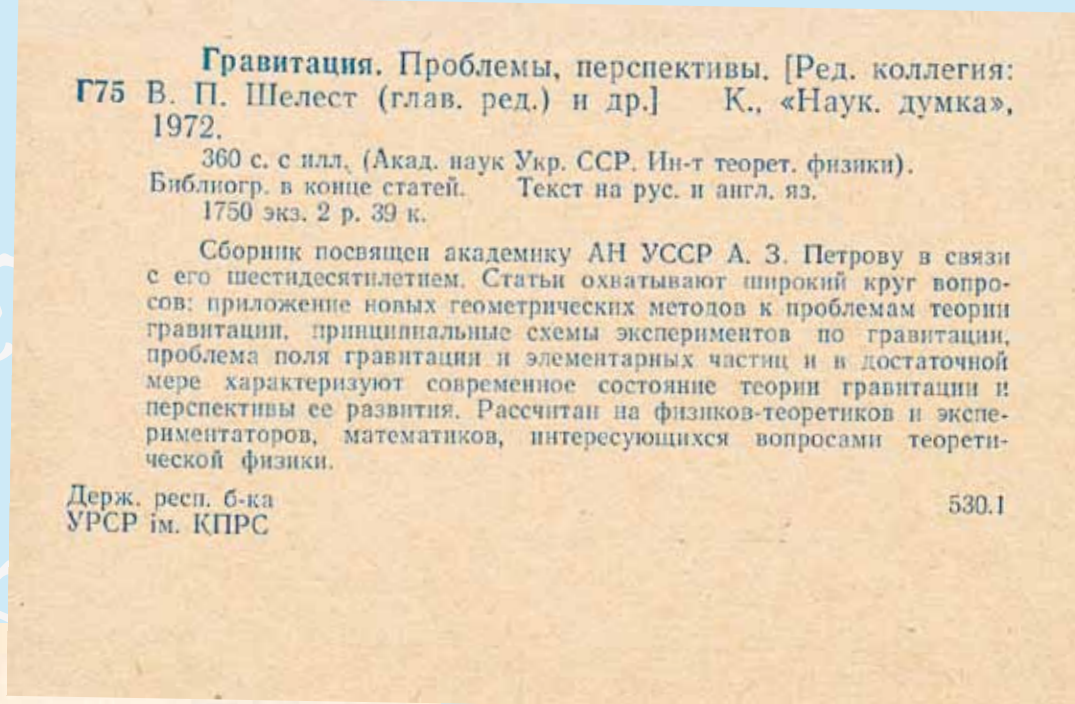 Гравитация. Проблемы, перспективы. [Ред. коллегия:
Г75 В. П. Шелест (глав. ред.) и др.] К., «Наук. думка»,
1972.
360 с. с илл. (Акад. наук Укр. ССР. Ин-т теорет. физики).
Библиогр. в конце статей. Текст на рус. и англ. яз.
1750 экз. 2 р. 39 к.
Сборник посвящен академику АН УССР А. З. Петрову в связи
с его шестидесятилетием. Статьи охватывают широкий круг вопро-
сов: приложение новых геометрических методов к проблемам теории
гравитации, принципиальные схемы экспериментов по гравитации,
проблема поля гравитации и элементарных частиц и в достаточной
мере характеризуют современное состояние теории гравитации и
перспективы ее развития. Рассчитан на физиков-теоретиков и экспе-
риментаторов, математиков, интересующихся вопросами теорети-
ческой физики.
Держ. респ. б-ка
УРСР ім. КПРС
530.1